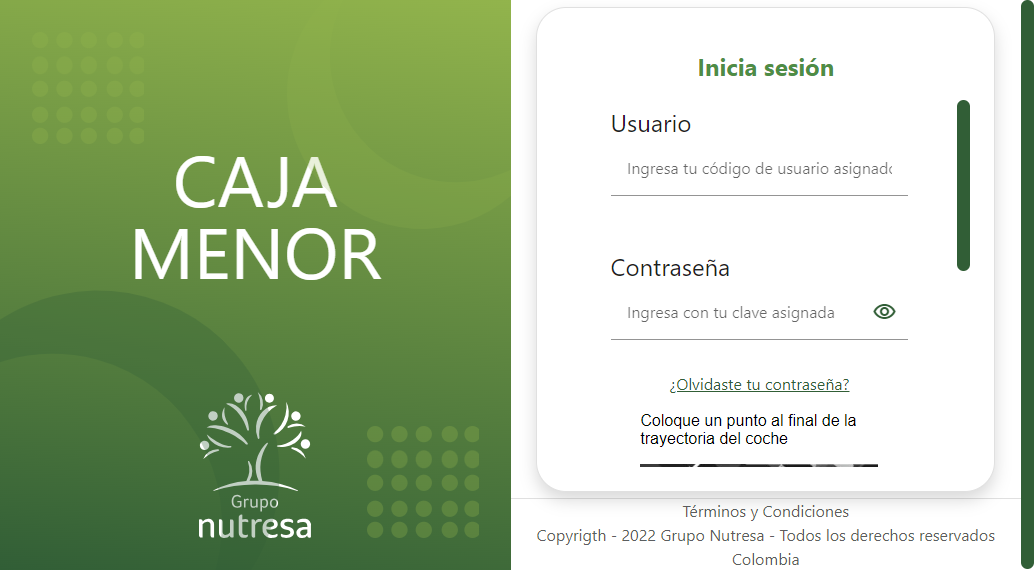 CAJA
MENOR
Grupo
nutresa
Inicia sesión
Usuario
Ingresa tu código de usuario asignado
Contraseña
Ingresa con tu clave asignada
¿Olvidaste tu contraseña?
Coloque un punto al final de la
trayectoria del coche
Términos y Condiciones
Copyrigth - 2022 Grupo Nutresa - Todos los derechos reservados
Colombia